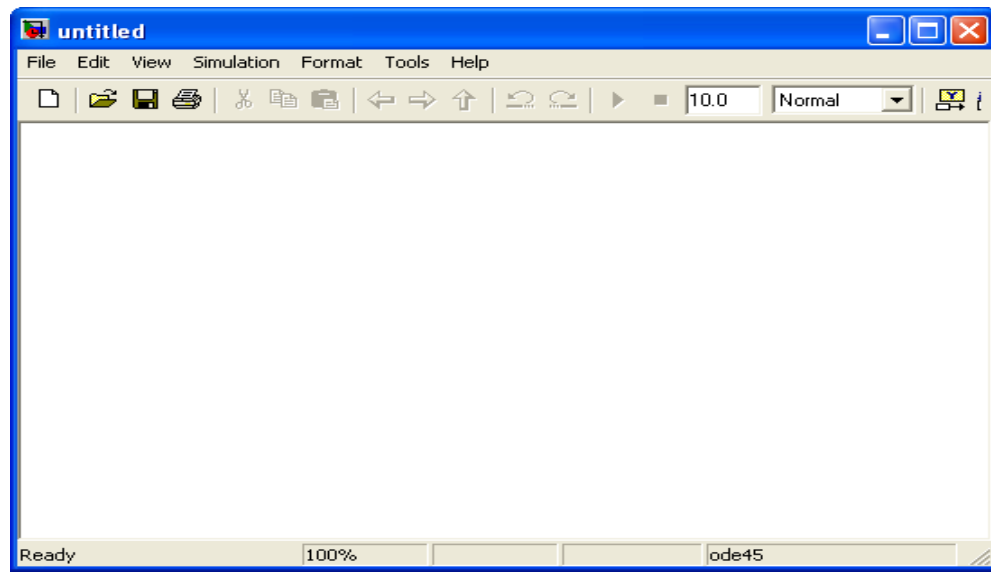 untitled
File Edit View Simulation Format Tools Help
10.0 Normal
Ready 100% ode45